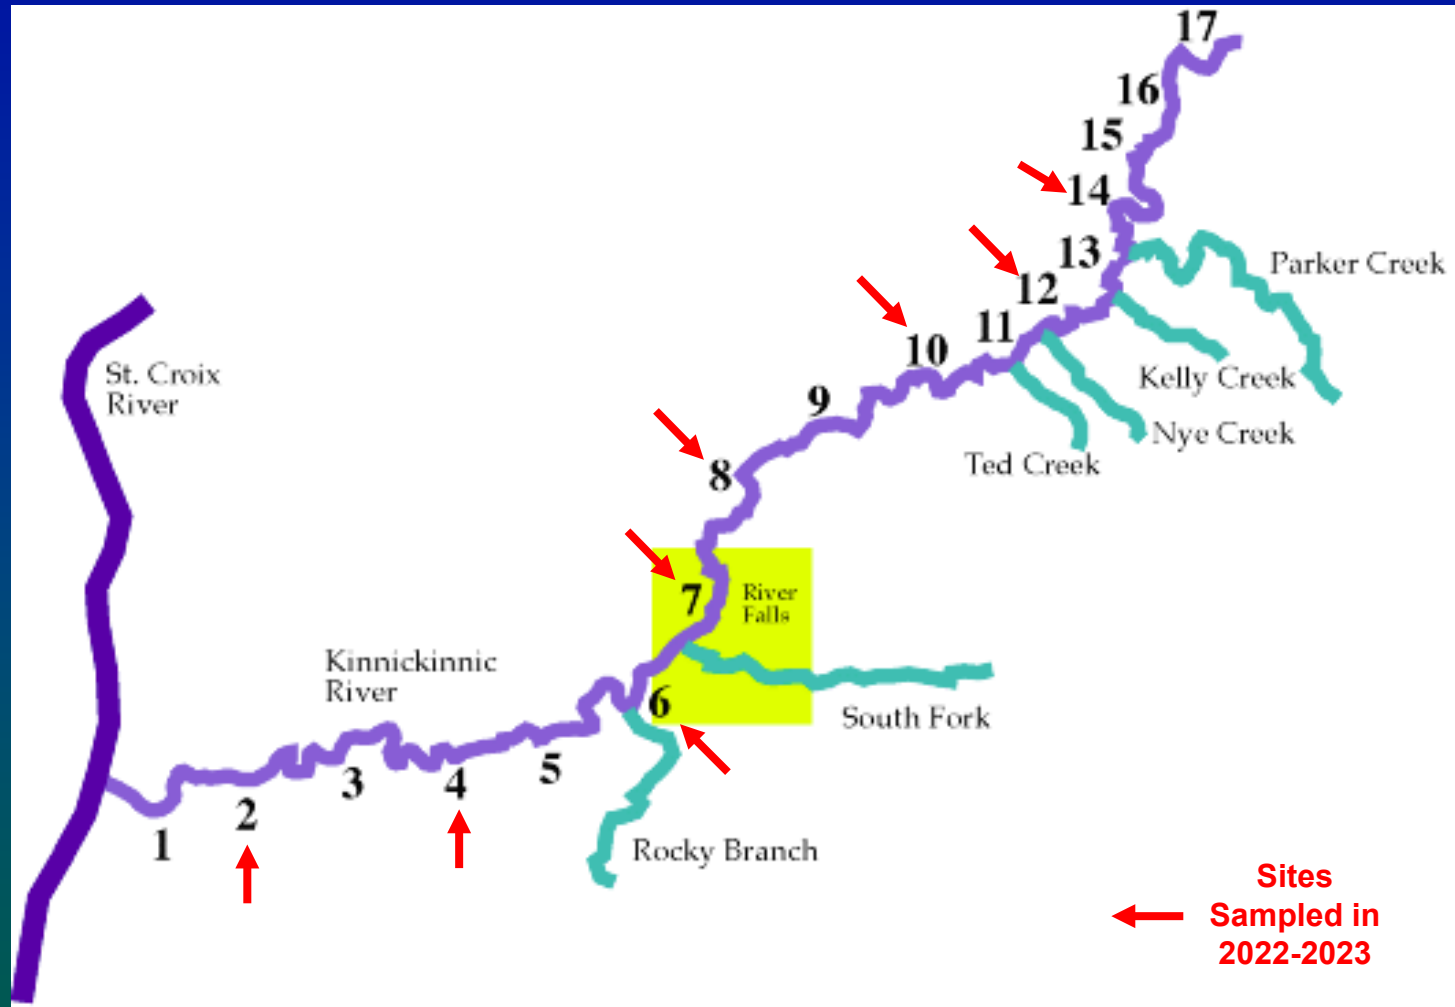 17
16
15
14
13
Parker Creek
12
11
10
Kelly Creek
St. Croix
River
9
Nye Creek
Ted Creek
8
7
River
Falls
Kinnickinnic
River
6
South Fork
5
4
3
2
1
Rocky Branch
Sites
Sampled in
2022-2023